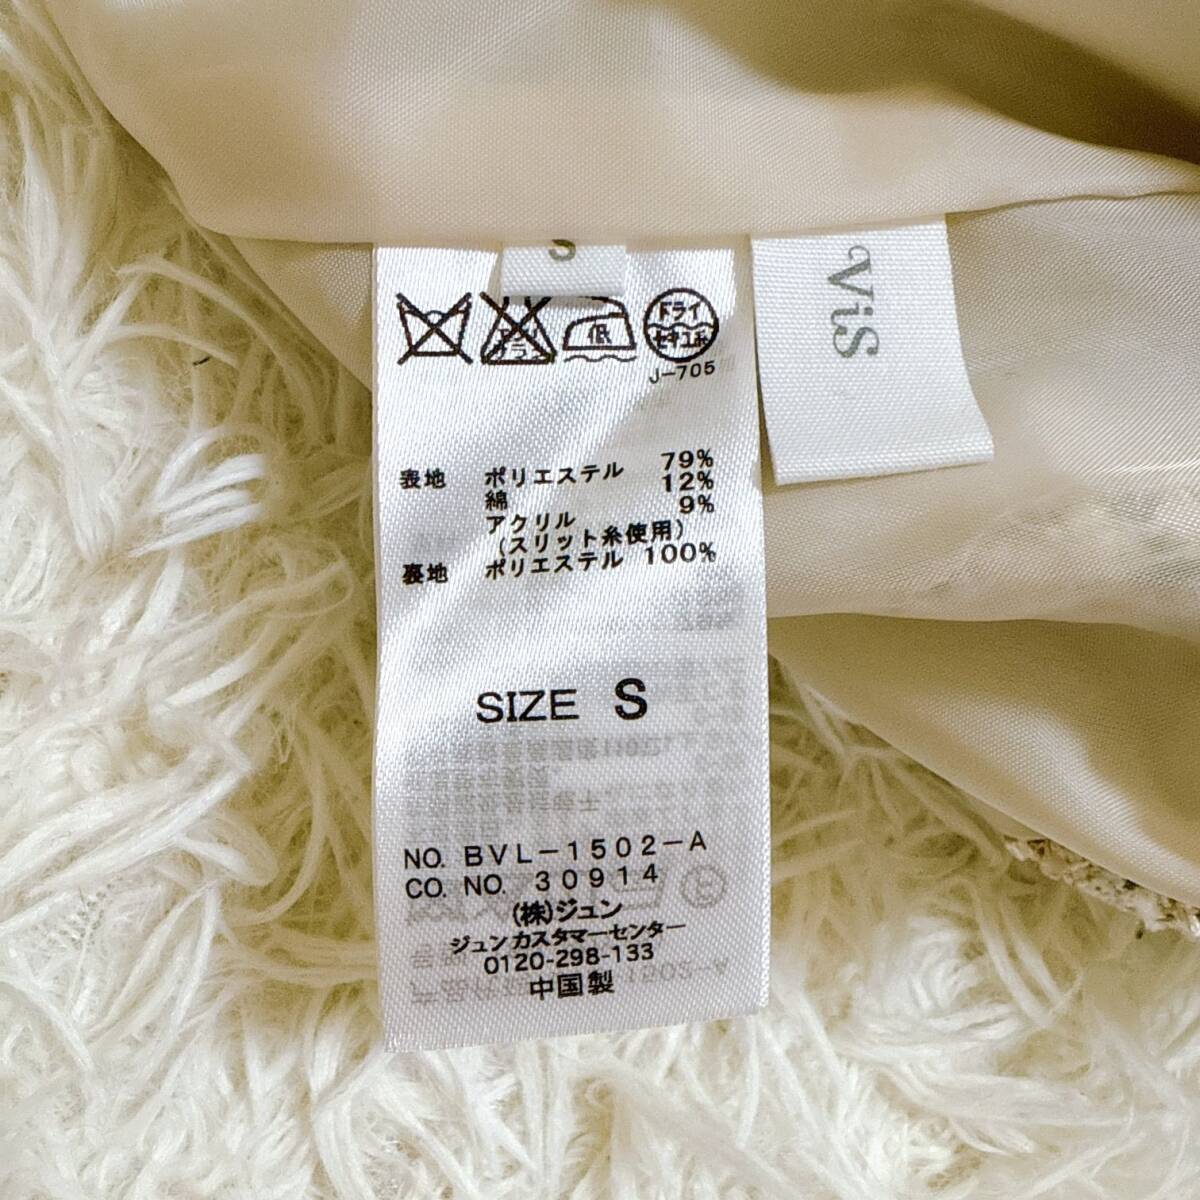 S
ViS
低
ドライ
セキユ系
J-705
表地 ポリエステル 79%
綿 12%
アクリル 9%
(スリット糸使用)
裏地 ポリエステル 100%
SIZE S
NO. BVL-1502-A
CO. NO. 30914
(株)ジュン
ジュンカスタマーセンター
0120-298-133
中国製